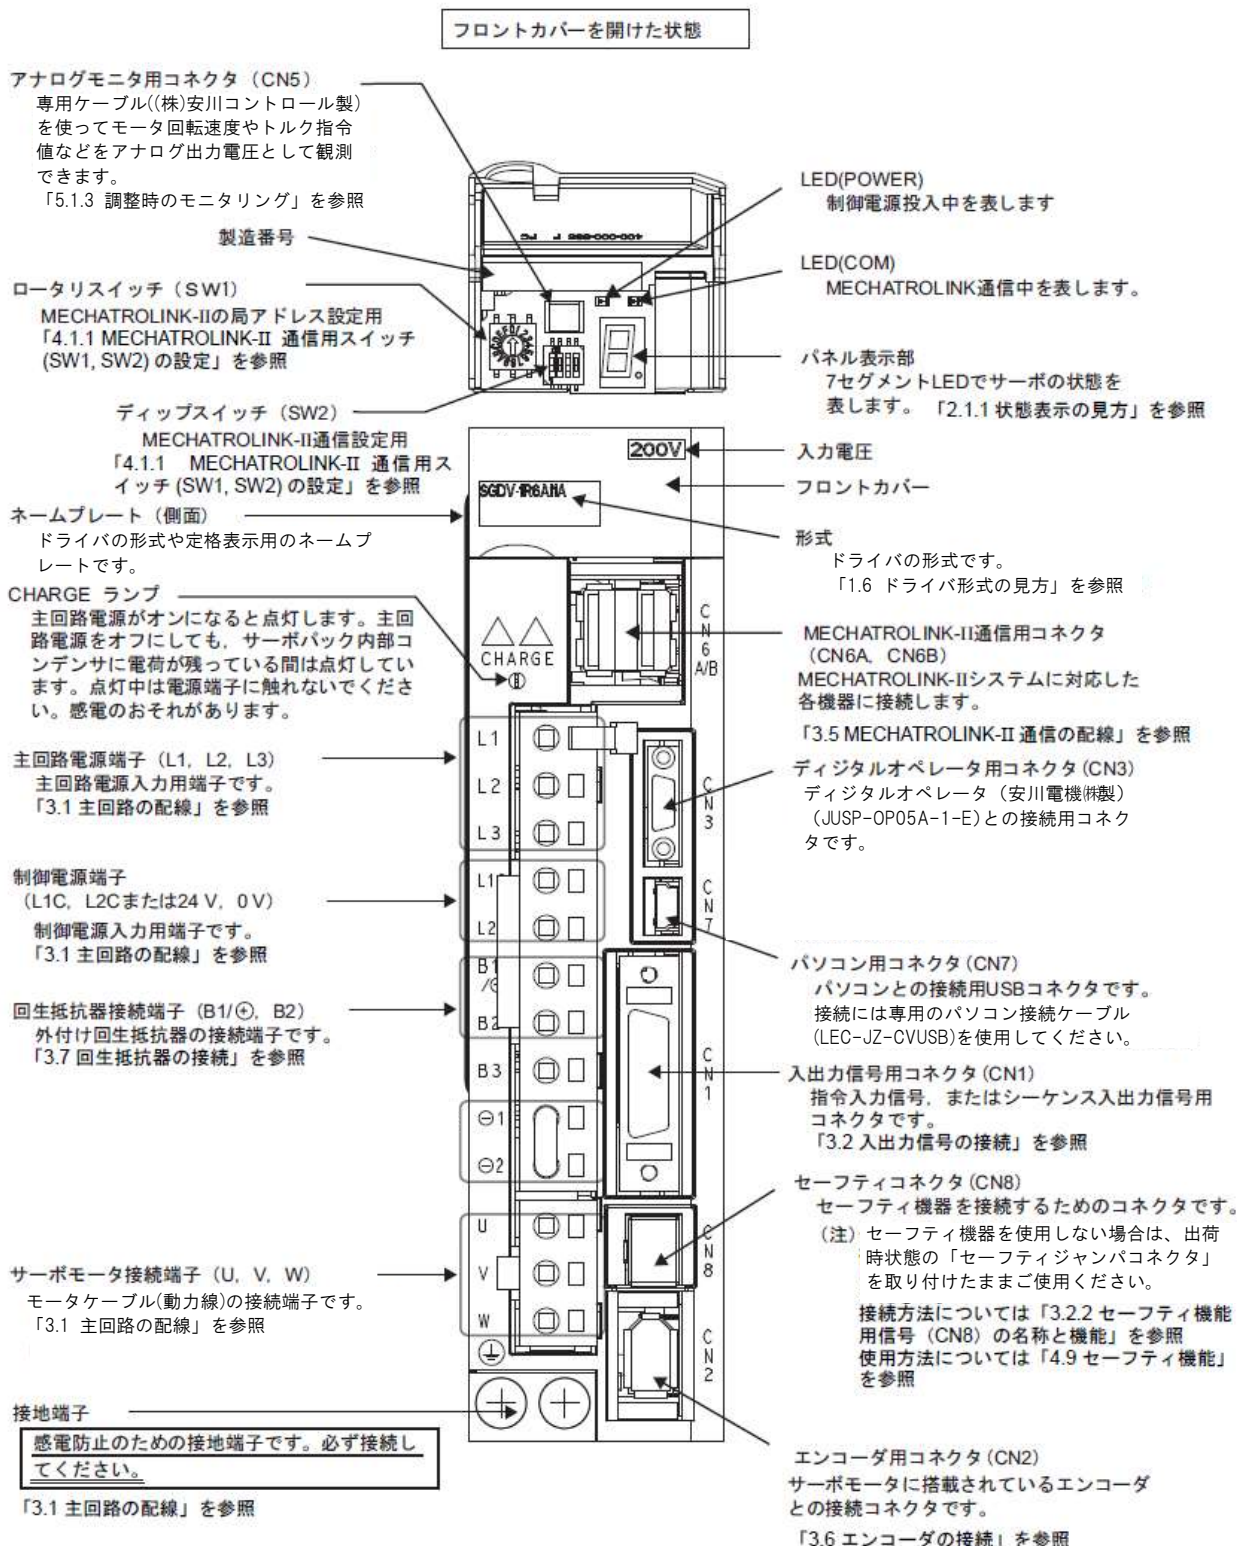 フロントカバーを開けた状態
アナログモニタ用コネクタ（CN5）
専用ケーブル((株)安川コントロール製)
を使ってモータ回転速度やトルク指令
値などをアナログ出力電圧として観測
できます。
「5.1.3 調整時のモニタリング」を参照
製造番号
ロータリスイッチ（SW1）
MECHATROLINK-IIの局アドレス設定用
「4.1.1 MECHATROLINK-II 通信用スイッチ
(SW1, SW2) の設定」を参照
ディップスイッチ（SW2）
MECHATROLINK-II通信設定用
「4.1.1 MECHATROLINK-II 通信用ス
イッチ (SW1, SW2) の設定」を参照
ネームプレート（側面）
ドライバの形式や定格表示用のネームプ
レートです。
CHARGE ランプ
主回路電源がオンになると点灯します。主回
路電源をオフにしても，サーボパック内部コ
ンデンサに電荷が残っている間は点灯してい
ます。点灯中は電源端子に触れないでくださ
い。感電のおそれがあります。
主回路電源端子（L1，L2，L3）
主回路電源入力用端子です。
「3.1 主回路の配線」を参照
制御電源端子
（L1C，L2Cまたは24 V，0 V）
制御電源入力用端子です。
「3.1 主回路の配線」を参照
回生抵抗器接続端子（B1/⊕，B2）
外付け回生抵抗器の接続端子です。
「3.7 回生抵抗器の接続」を参照
サーボモータ接続端子（U，V，W）
モータケーブル(動力線)の接続端子です。
「3.1 主回路の配線」を参照
接地端子
感電防止のための接地端子です。必ず接続し
てください。
「3.1 主回路の配線」を参照
200V
SGDV-1R6ANA
CHARGE
L1
L2
L3
L1
L2
B1
/⊕
B2
B3
⊖1
⊖2
U
V
W
CN6A/B
CN3
CN7
CN1
CN8
CN2
LED(POWER)
制御電源投入中を表します
LED(COM)
MECHATROLINK通信中を表します。
パネル表示部
7セグメントLEDでサーボの状態を
表します。 「2.1.1 状態表示の見方」を参照
入力電圧
フロントカバー
形式
ドライバの形式です。
「1.6 ドライバ形式の見方」を参照
MECHATROLINK-II通信用コネクタ
（CN6A，CN6B）
MECHATROLINK-IIシステムに対応した
各機器に接続します。
「3.5 MECHATROLINK-II 通信の配線」を参照
ディジタルオペレータ用コネクタ(CN3)
ディジタルオペレータ（安川電機㈱製）
（JUSP-OP05A-1-E)との接続用コネク
タです。
パソコン用コネクタ(CN7)
パソコンとの接続用USBコネクタです。
接続には専用のパソコン接続ケーブル
(LEC-JZ-CVUSB)を使用してください。
入出力信号用コネクタ(CN1)
指令入力信号，またはシーケンス入出力信号用
コネクタです。
「3.2 入出力信号の接続」を参照
セーフティコネクタ(CN8)
セーフティ機器を接続するためのコネクタです。
（注）セーフティ機器を使用しない場合は、出荷
時状態の「セーフティジャンパコネクタ」
を取り付けたままご使用ください。
接続方法については「3.2.2 セーフティ機能
用信号（CN8）の名称と機能」を参照
使用方法については「4.9 セーフティ機能」
を参照
エンコーダ用コネクタ(CN2)
サーボモータに搭載されているエンコーダ
との接続コネクタです。
「3.6 エンコーダの接続」を参照